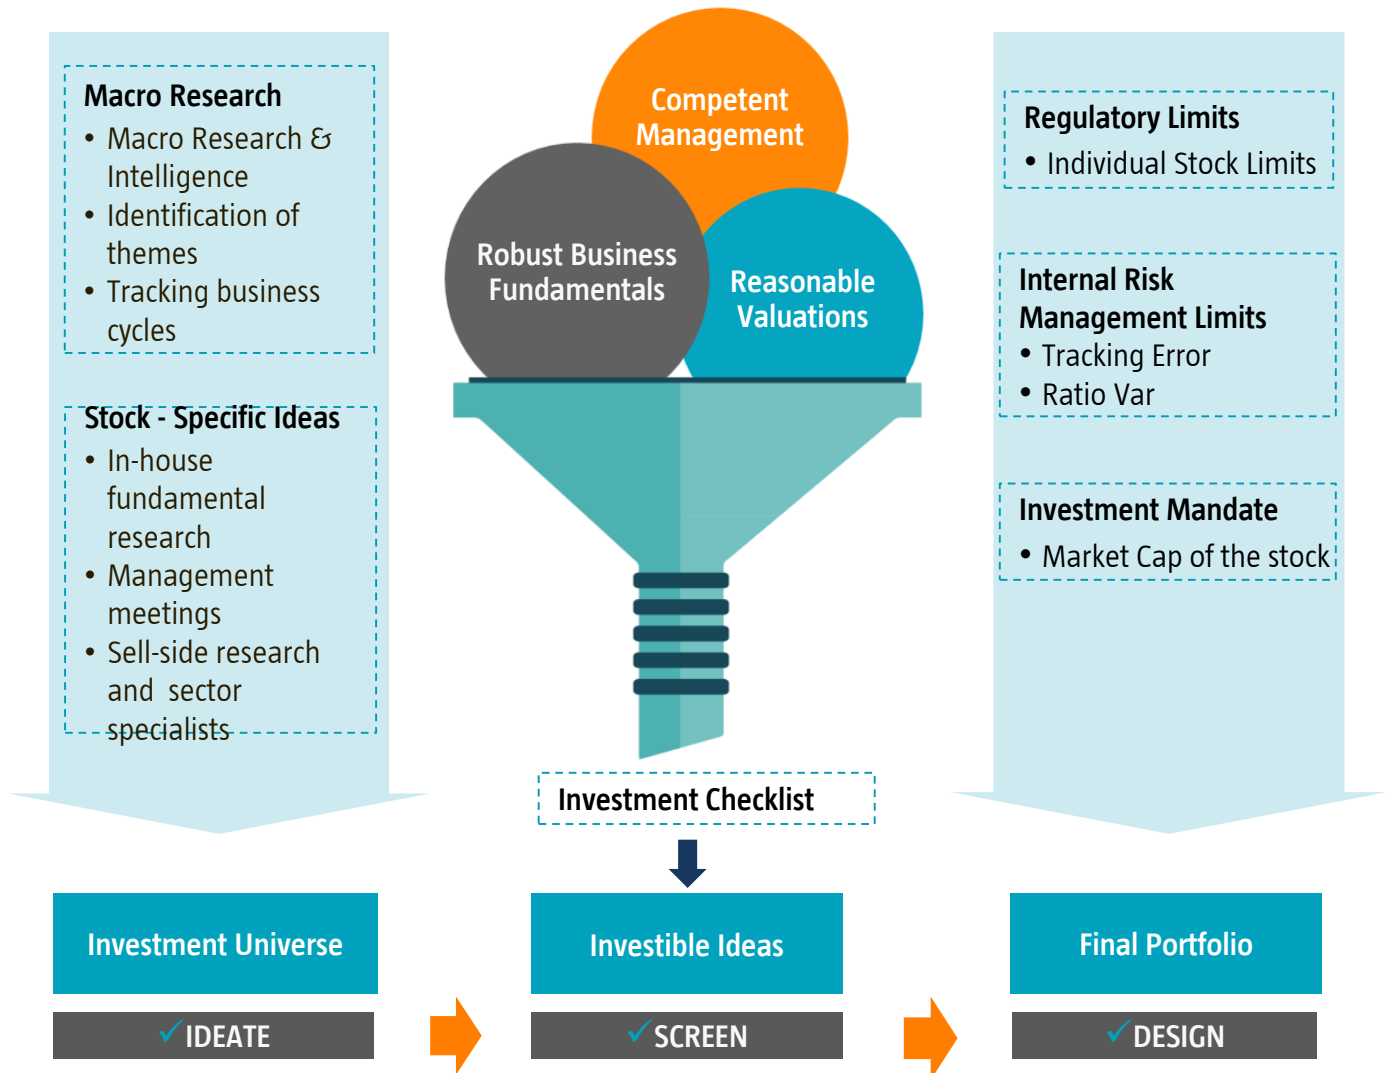 Macro Research
• Macro Research &
Intelligence
• Identification of
themes
• Tracking business
cycles
Stock - Specific Ideas
• In-house
fundamental
research
• Management
meetings
• Sell-side research
and sector
specialists
Competent
Management
Robust Business
Fundamentals
Reasonable
Valuations
Investment Checklist
Regulatory Limits
• Individual Stock Limits
Internal Risk
Management Limits
• Tracking Error
• Ratio Var
Investment Mandate
• Market Cap of the stock
Investment Universe
Investible Ideas
Final Portfolio
✓IDEATE
✓SCREEN
✓DESIGN